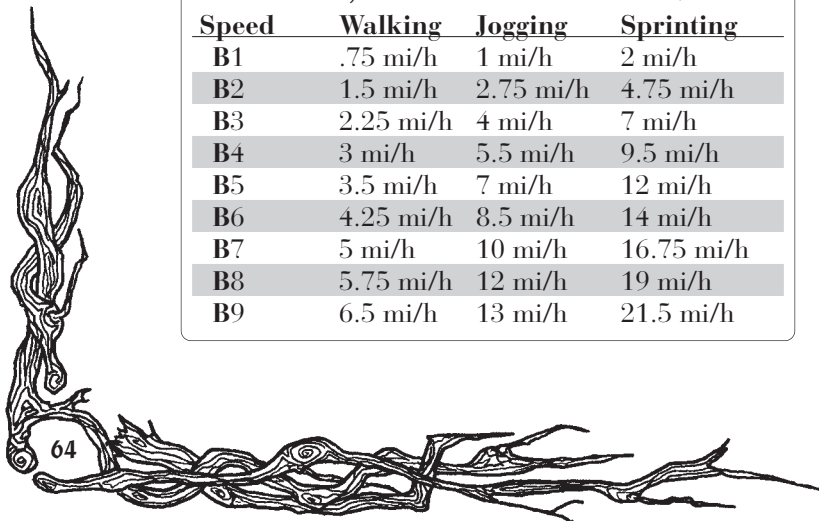 Speed Walking Jogging Sprinting
B1 .75 mi/h 1 mi/h 2 mi/h
B2 1.5 mi/h 2.75 mi/h 4.75 mi/h
B3 2.25 mi/h 4 mi/h 7 mi/h
B4 3 mi/h 5.5 mi/h 9.5 mi/h
B5 3.5 mi/h 7 mi/h 12 mi/h
B6 4.25 mi/h 8.5 mi/h 14 mi/h
B7 5 mi/h 10 mi/h 16.75 mi/h
B8 5.75 mi/h 12 mi/h 19 mi/h
B9 6.5 mi/h 13 mi/h 21.5 mi/h
64